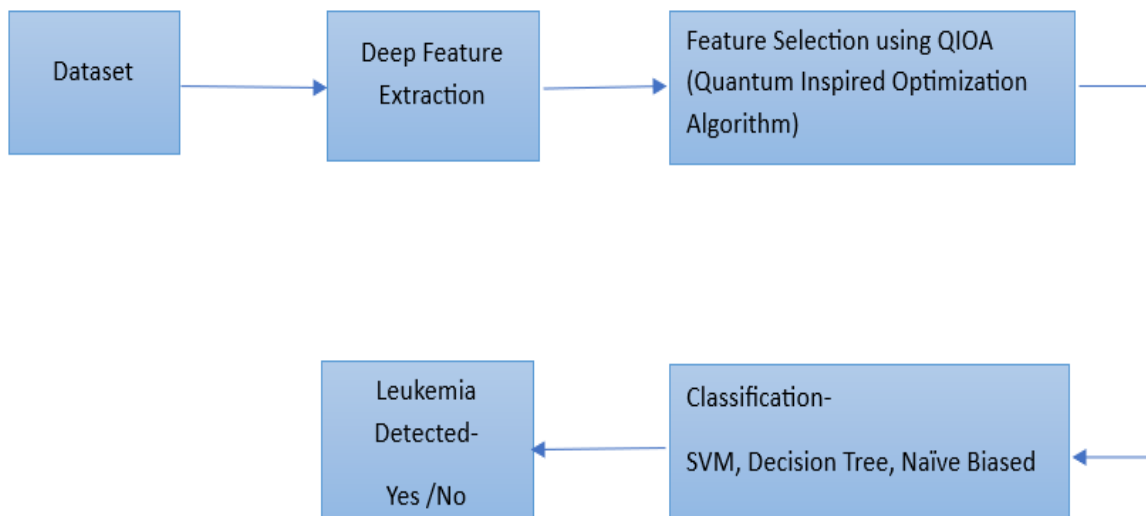 Dataset
Deep Feature
Extraction
Feature Selection using QIOA
(Quantum Inspired Optimization
Algorithm)
Leukemia
Detected-
Yes /No
Classification-
SVM, Decision Tree, Naïve Biased